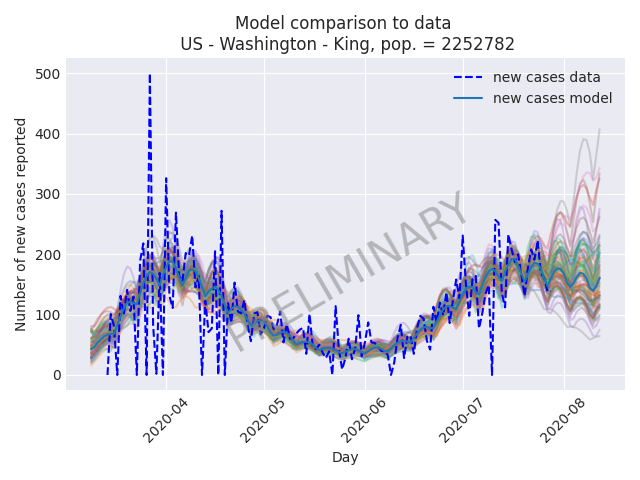 Model comparison to data
US - Washington - King, pop. = 2252782
Number of new cases reported
500
400
300
200
100
0
new cases data
new cases model
PRELIMINARY
2020-04
2020-05
2020-06
2020-07
2020-08
Day